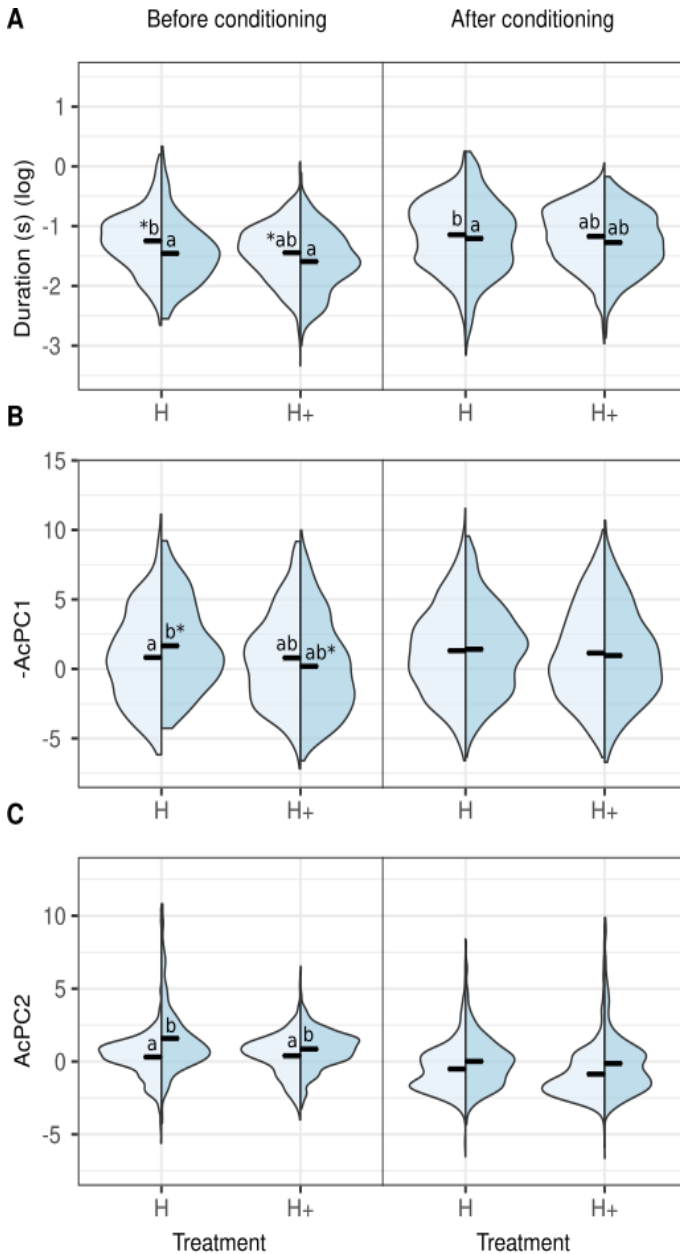 A
Before conditioning
After conditioning
Duration (s) (log)
1
0
-1
-2
-3
*b
a
*ab
a
b
a
ab
ab
H
H+
H
H+
B
-AcPC1
15
10
5
0
-5
a
b*
ab
ab*
H
H+
H
H+
C
AcPC2
10
5
0
-5
a
b
a
b
H
H+
H
H+
Treatment
Treatment